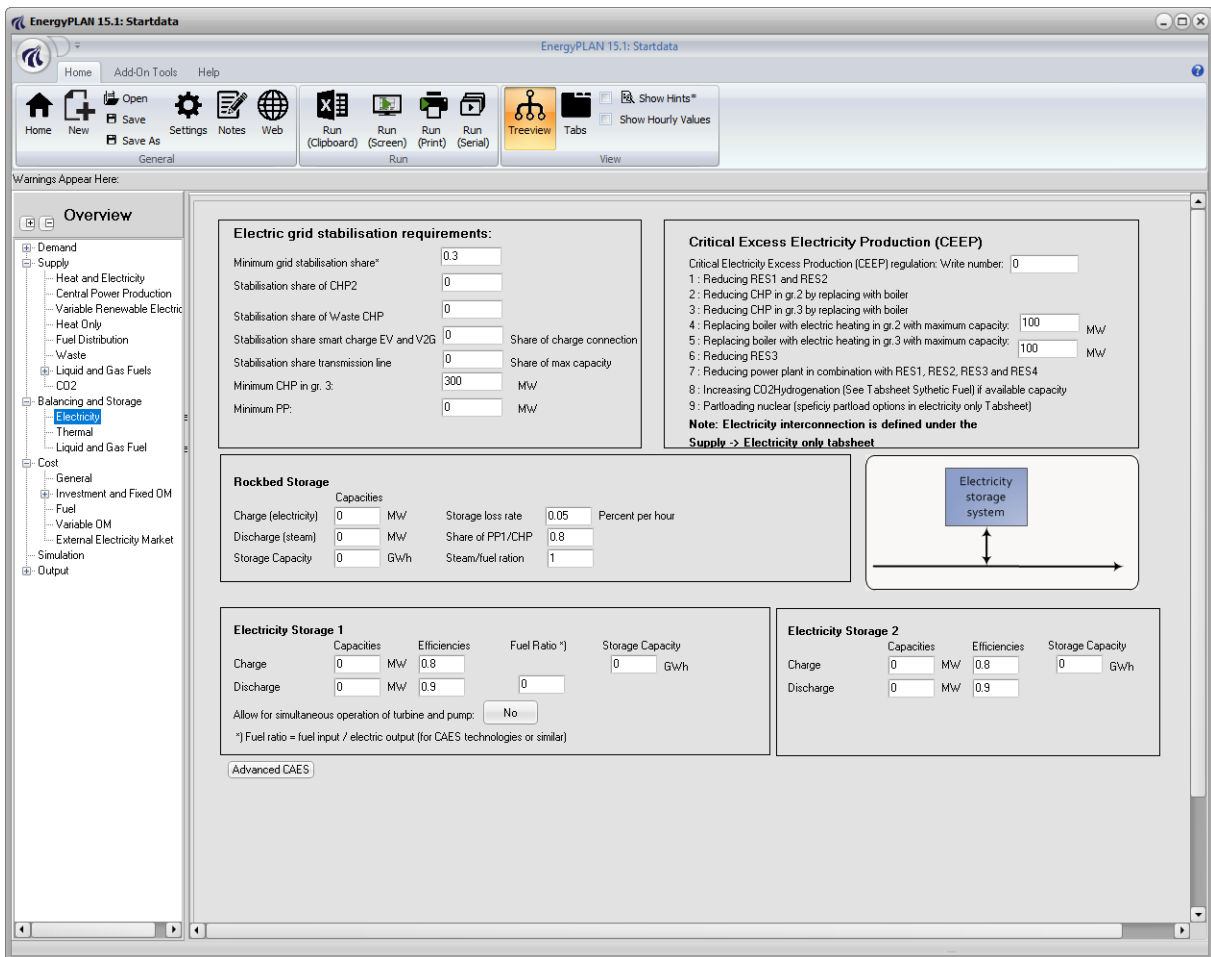 EnergyPLAN 15.1: Startdata
EnergyPLAN 15.1: Startdata
Home Add-On Tools Help
Home
New
Open
Save
Save As
Settings
Notes
Web
General
Run (Clipboard)
Run (Screen)
Run (Print)
Run (Serial)
Run
Treeview
Tabs
Show Hints*
Show Hourly Values
View
Warnings Appear Here:
Overview
Demand
Supply
Heat and Electricity
Central Power Production
Variable Renewable Electric
Heat Only
Fuel Distribution
Waste
Liquid and Gas Fuels
CO2
Balancing and Storage
Electricity
Thermal
Liquid and Gas Fuel
Cost
General
Investment and Fixed OM
Fuel
Variable OM
External Electricity Market
Simulation
Output
Electric grid stabilisation requirements:
Minimum grid stabilisation share* 0.3
Stabilisation share of CHP2 0
Stabilisation share of Waste CHP 0
Stabilisation share smart charge EV and V2G 0 Share of charge connection
Stabilisation share transmission line 0 Share of max capacity
Minimum CHP in gr. 3: 300 MW
Minimum PP: 0 MW
Critical Excess Electricity Production (CEEP)
Critical Electricity Excess Production (CEEP) regulation: Write number: 0
1 : Reducing RES1 and RES2
2 : Reducing CHP in gr.2 by replacing with boiler
3 : Reducing CHP in gr.3 by replacing with boiler
4 : Replacing boiler with electric heating in gr.2 with maximum capacity: 100 MW
5 : Replacing boiler with electric heating in gr.3 with maximum capacity: 100 MW
6 : Reducing RES3
7 : Reducing power plant in combination with RES1, RES2, RES3 and RES4
8 : Increasing CO2Hydrogenation (See Tabsheet Sythetic Fuel) if available capacity
9 : Partloading nuclear (speficiy partload options in electricity only Tabsheet)
Note: Electricity interconnection is defined under the
Supply -> Electricity only tabsheet
Rockbed Storage
Capacities
Charge (electricity) 0 MW Storage loss rate 0.05 Percent per hour
Discharge (steam) 0 MW Share of PP1/CHP 0.8
Storage Capacity 0 GWh Steam/fuel ration 1
Electricity
storage
system
Electricity Storage 1
Capacities Efficiencies Fuel Ratio *) Storage Capacity
Charge 0 MW 0.8 0 GWh
Discharge 0 MW 0.9 0
Allow for simultaneous operation of turbine and pump: No
*) Fuel ratio = fuel input / electric output (for CAES technologies or similar)
Electricity Storage 2
Capacities Efficiencies Storage Capacity
Charge 0 MW 0.8 0 GWh
Discharge 0 MW 0.9
Advanced CAES